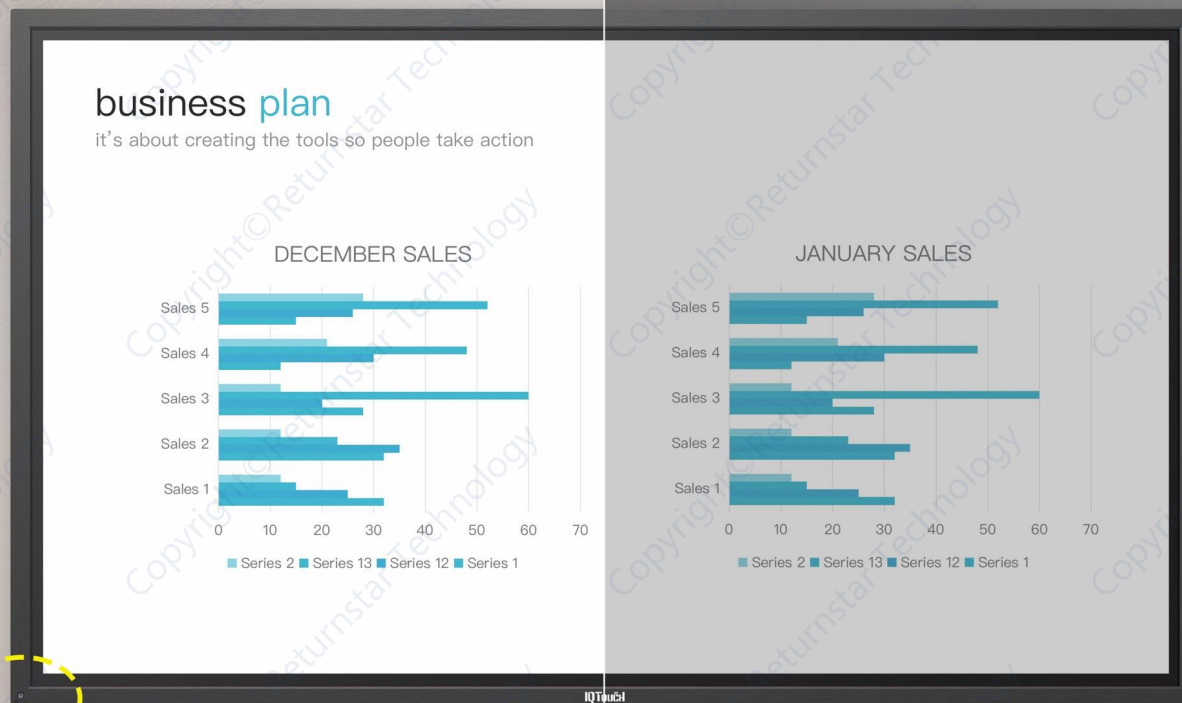 business plan
it's about creating the tools so people take action
DECEMBER SALES
Sales 5
Sales 4
Sales 3
Sales 2
Sales 1
0 10 20 30 40 50 60 70
Series 2 Series 13 Series 12 Series 1
JANUARY SALES
Sales 5
Sales 4
Sales 3
Sales 2
Sales 1
0 10 20 30 40 50 60 70
Series 2 Series 13 Series 12 Series 1
IQTouch
Copyright©Returnstar Technology
Copyright©Returnstar Technology